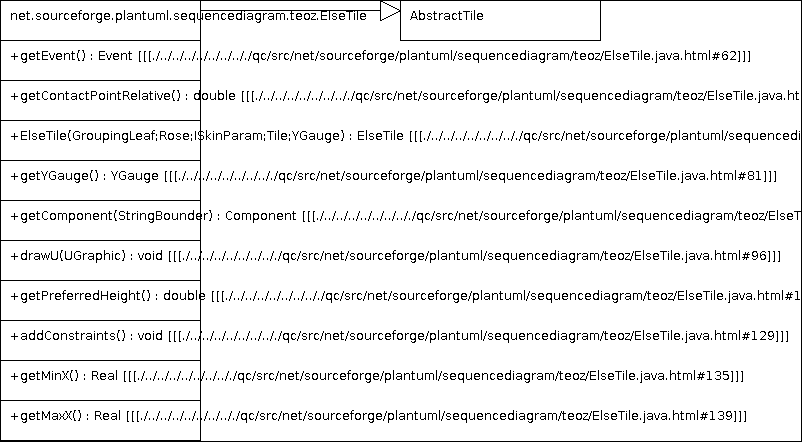 net.sourceforge.plantuml.sequencediagram.teoz.ElseTile
AbstractTile
+getEvent() : Event [[[./../../../../../../../qc/src/net/sourceforge/plantuml/sequencediagram/teoz/ElseTile.java.html#62]]]
+getContactPointRelative() : double [[[./../../../../../../../qc/src/net/sourceforge/plantuml/sequencediagram/teoz/ElseTile.java.ht
+ElseTile(GroupingLeaf;Rose;ISkinParam;Tile;YGauge) : ElseTile [[[./../../../../../../../qc/src/net/sourceforge/plantuml/sequencedi
+getYGauge() : YGauge [[[./../../../../../../../qc/src/net/sourceforge/plantuml/sequencediagram/teoz/ElseTile.java.html#81]]]
+getComponent(StringBounder) : Component [[[./../../../../../../../qc/src/net/sourceforge/plantuml/sequencediagram/teoz/ElseT
+drawU(UGraphic) : void [[[./../../../../../../../qc/src/net/sourceforge/plantuml/sequencediagram/teoz/ElseTile.java.html#96]]]
+getPreferredHeight() : double [[[./../../../../../../../qc/src/net/sourceforge/plantuml/sequencediagram/teoz/ElseTile.java.html#1
+addConstraints() : void [[[./../../../../../../../qc/src/net/sourceforge/plantuml/sequencediagram/teoz/ElseTile.java.html#129]]]
+getMinX() : Real [[[./../../../../../../../qc/src/net/sourceforge/plantuml/sequencediagram/teoz/ElseTile.java.html#135]]]
+getMaxX() : Real [[[./../../../../../../../qc/src/net/sourceforge/plantuml/sequencediagram/teoz/ElseTile.java.html#139]]]